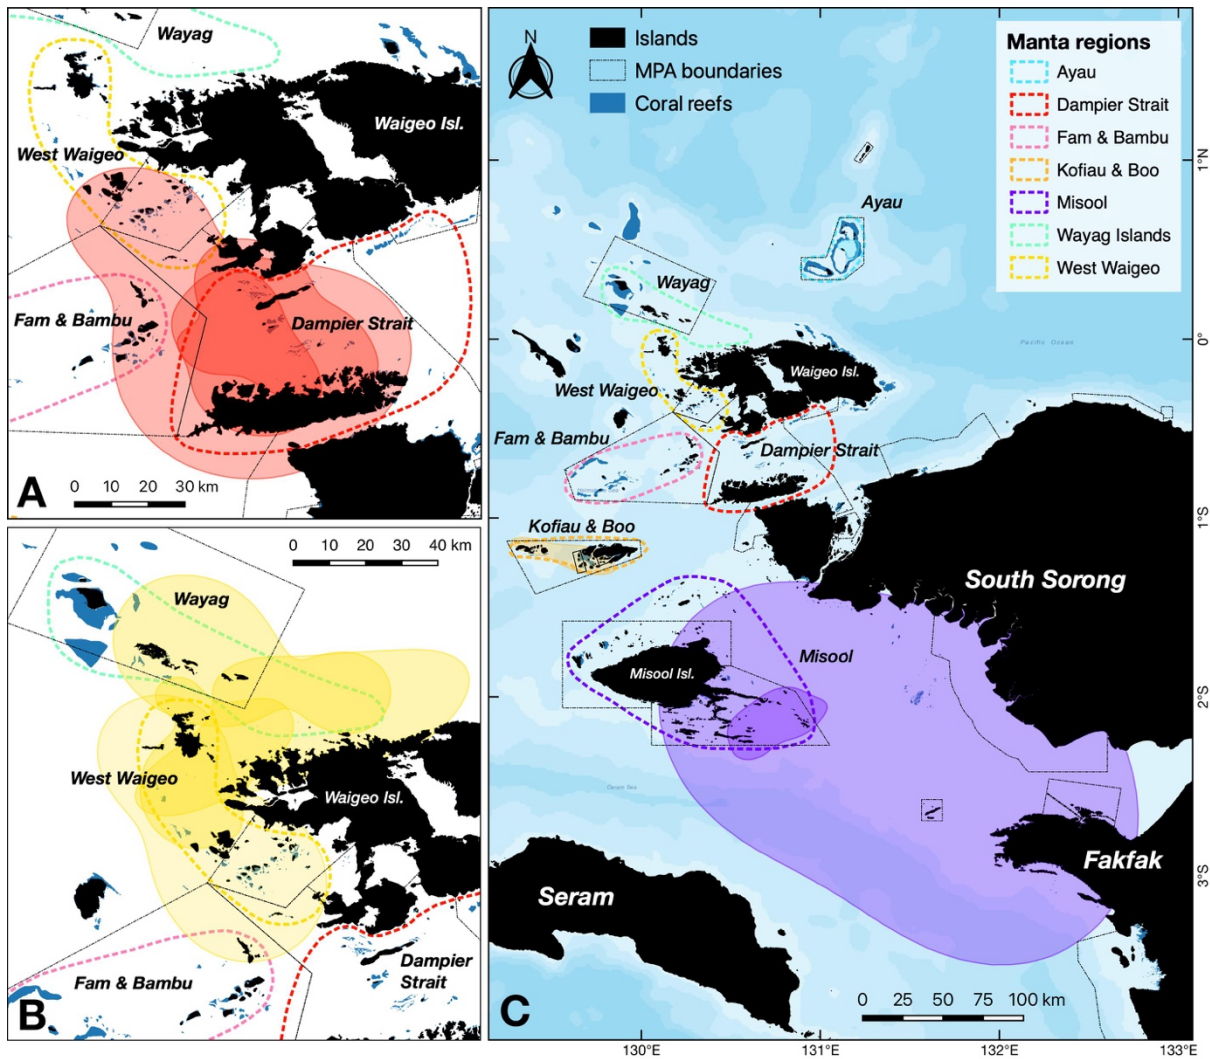 Wayag
Waigeo Isl.
West Waigeo
Fam & Bambu
Dampier Strait
A
0 10 20 30 km
0 10 20 30 40 km
Wayag
West Waigeo
Waigeo Isl.
Fam & Bambu
Dampier
Strait
B
N
Islands
MPA boundaries
Coral reefs
Manta regions
Ayau
Dampier Strait
Fam & Bambu
Kofiau & Boo
Misool
Wayag Islands
West Waigeo
Ayau
Wayag
Pacific Ocean
Waigeo Isl.
West Waigeo
Fam & Bambu
Dampier Strait
Kofiau & Boo
South Sorong
Misool
Misool Isl.
Ceram Sea
Fakfak
Seram
C
0 25 50 75 100 km
1°N
0°
1°S
2°S
3°S
130°E 131°E 132°E 133°E